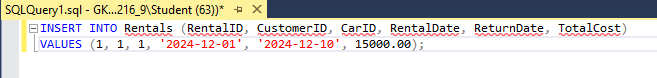 SQLQuery1.sql - GK...216_9\Student (63))*
INSERT INTO Rentals (RentalID, CustomerID, CarID, RentalDate, ReturnDate, TotalCost)
VALUES (1, 1, 1, '2024-12-01', '2024-12-10', 15000.00);